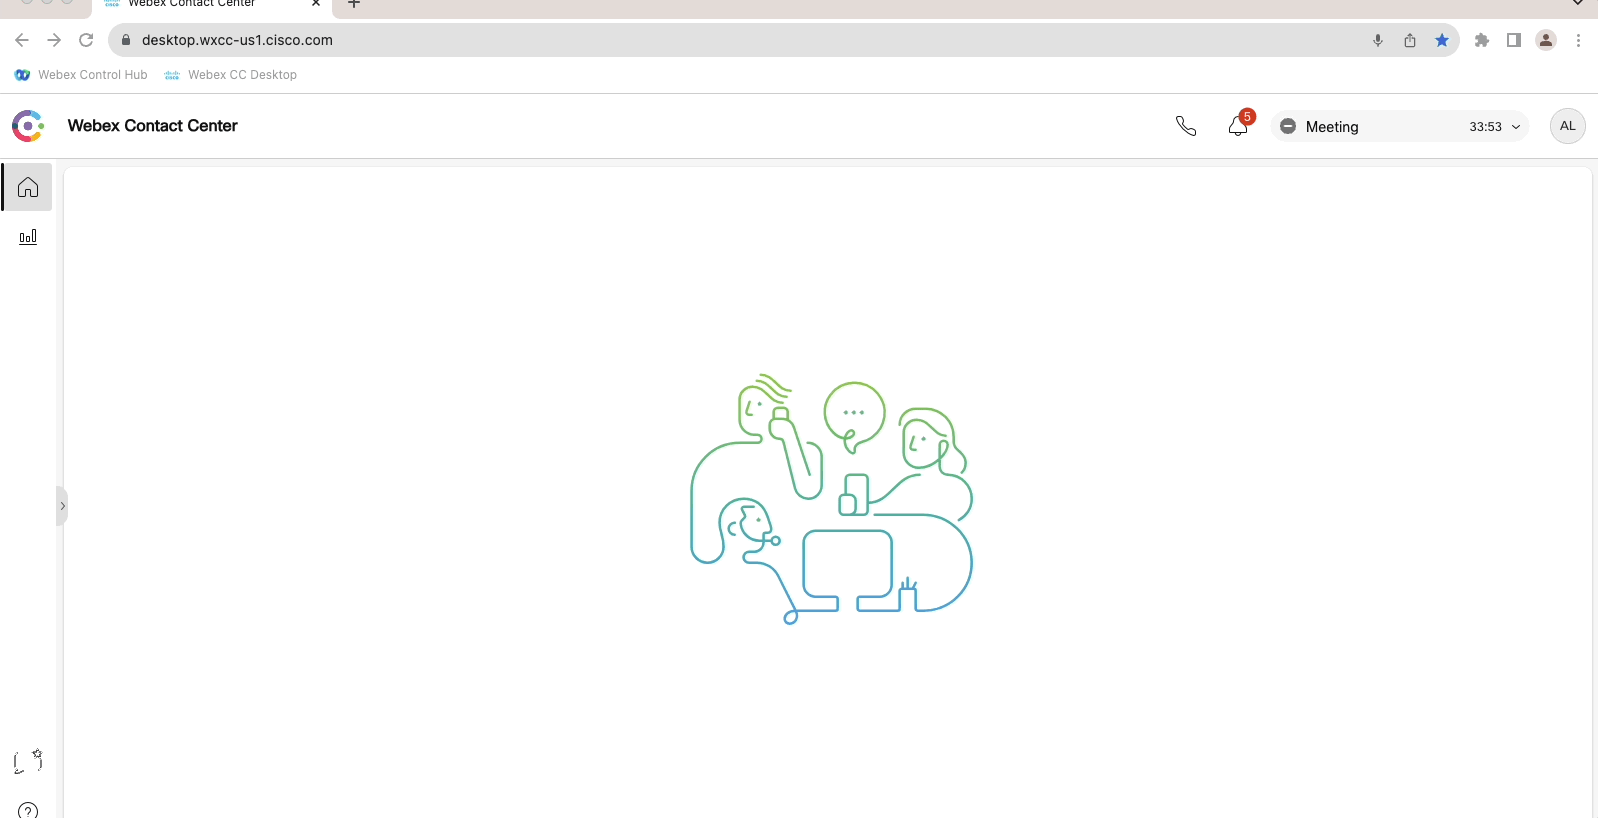 Webex Contact Center
desktop.wxcc-us1.cisco.com
Webex Control Hub
CISCO
Webex CC Desktop
Webex Contact Center
5
Meeting
33:53
AL